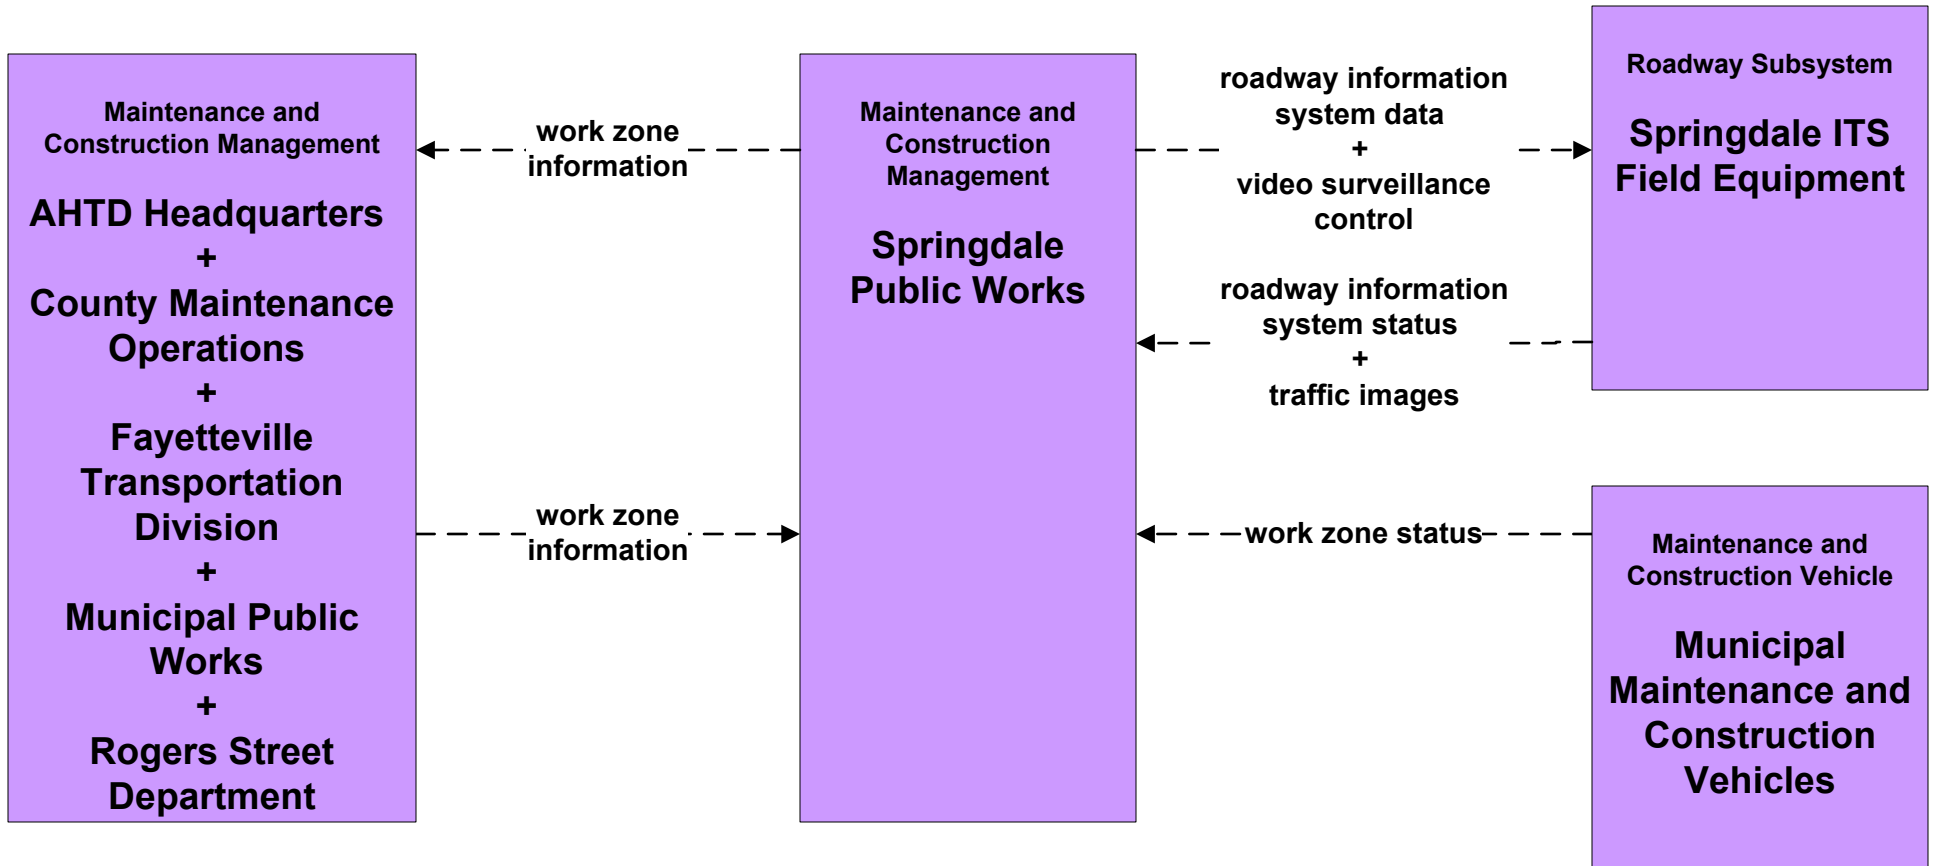 Maintenance and
Construction Management
AHTD Headquarters
+
County Maintenance
Operations
+
Fayetteville
Transportation
Division
+
Municipal Public
Works
+
Rogers Street
Department
work zone
information
work zone
information
Maintenance and
Construction
Management
Springdale
Public Works
roadway information
system data
+
video surveillance
control
roadway information
system status
+
traffic images
work zone status
Roadway Subsystem
Springdale ITS
Field Equipment
Maintenance and
Construction Vehicle
Municipal
Maintenance and
Construction
Vehicles